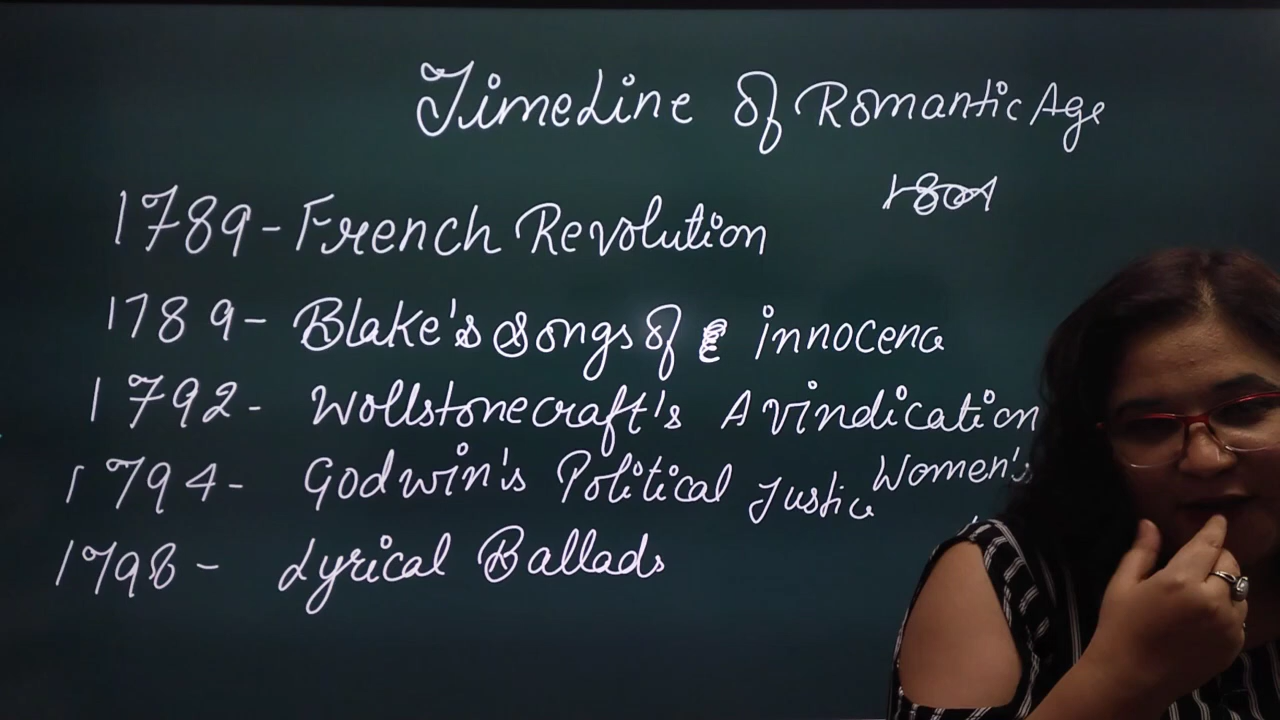 TimeLine of Romantic Age
1789 - French Revolution
1789 - Blake's songs of innocence
1792 - Wollstonecraft's A vindication
Women's
1794 - Godwin's Political Justice
1798 - Lyrical Ballads